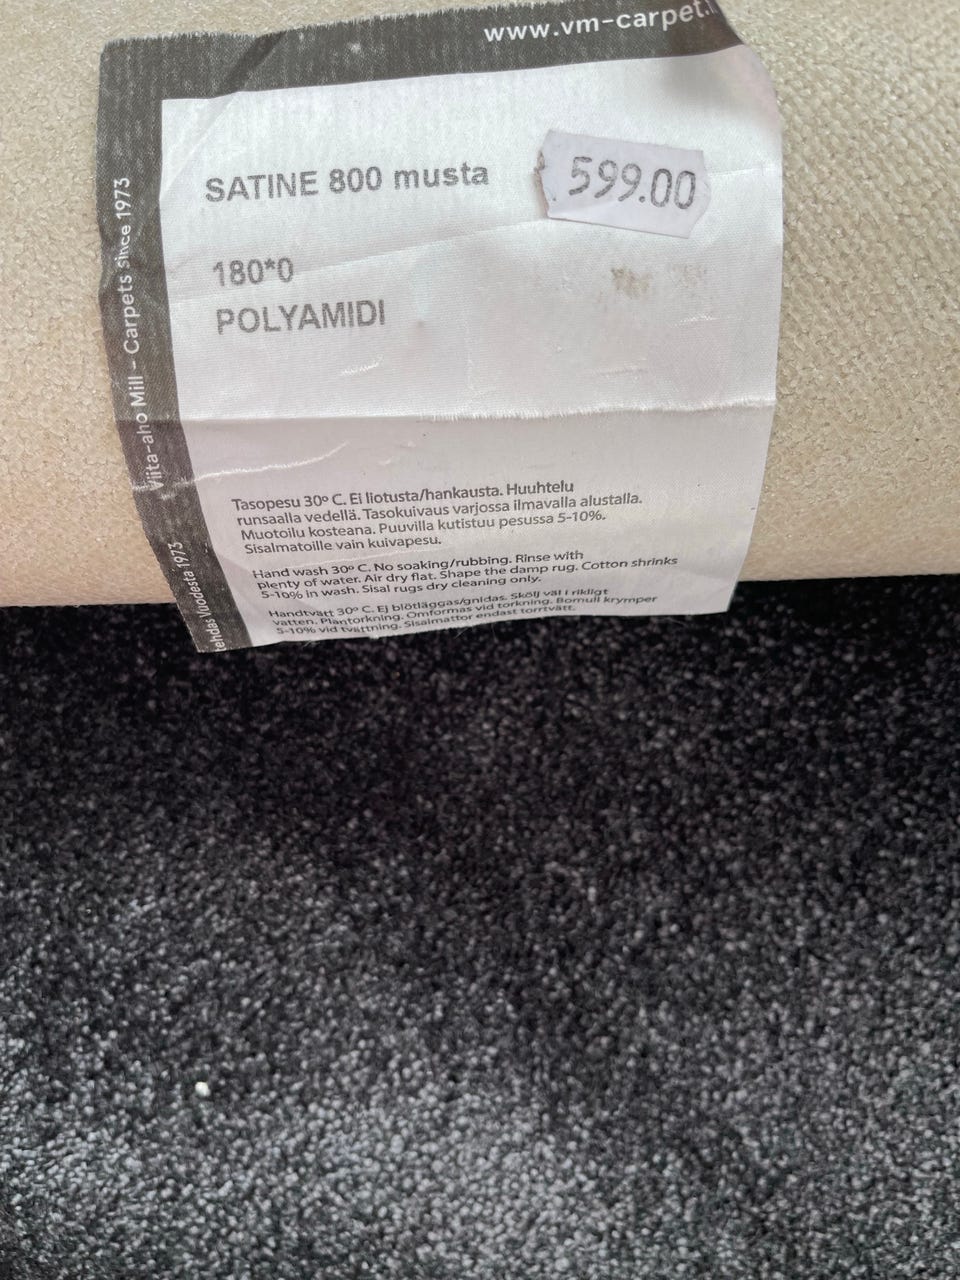 www.vm-carpet.
SATINE 800 musta
599.00
180*0
POLYAMIDI
Viita-aho Mill - Carpets since 1973
tehdas vuodesta 1973
Tasopesu 30º C. Ei liotusta/hankausta. Huuhtelu
runsaalla vedellä. Tasokuivaus varjossa ilmavalla alustalla.
Muotoilu kosteana. Puuvilla kutistuu pesussa 5-10%.
Sisalmatoille vain kuivapesu.
Hand wash 30º C. No soaking/rubbing. Rinse with
plenty of water. Air dry flat. Shape the damp rug. Cotton shrinks
5-10% in wash. Sisal rugs dry cleaning only.
Handtvätt 30º C. Ej blötläggas/gnidas. Skölj väl i rikligt
vatten. Plantorkning. Omformas vid torkning. Bomull krymper
5-10% vid tvättning. Sisalmattor endast torrtvätt.